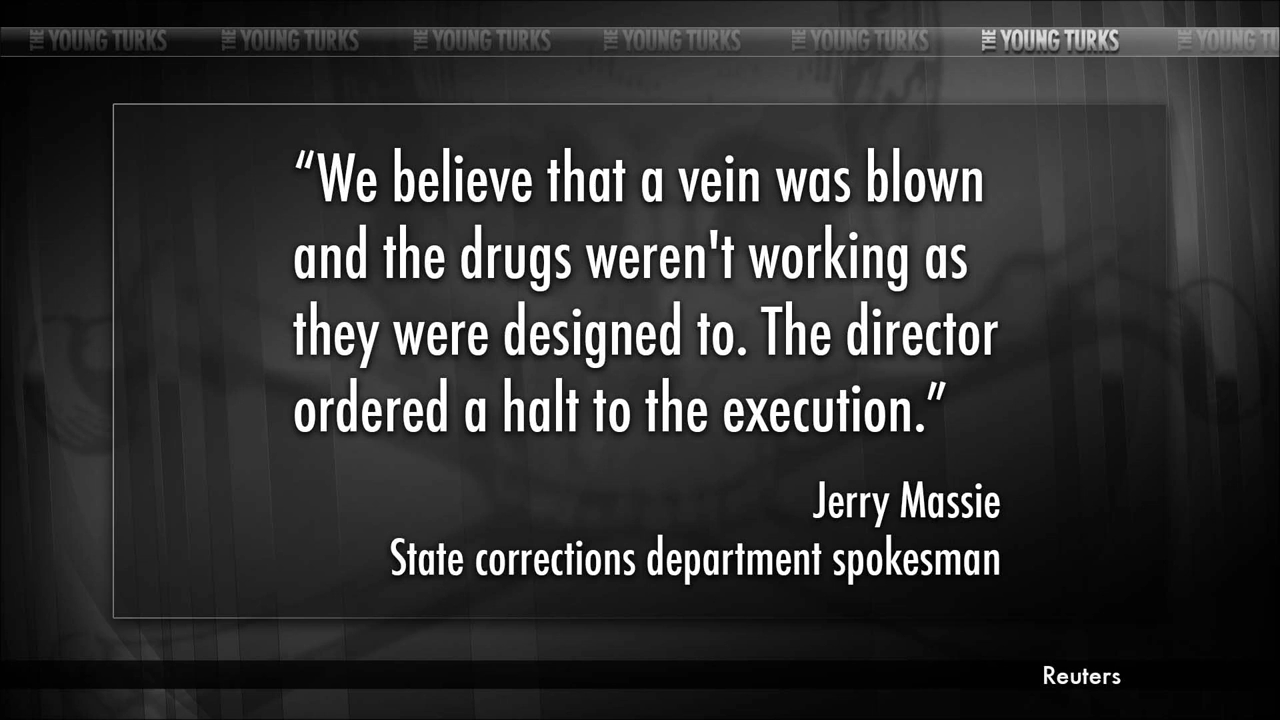 THE YOUNG TURKS THE YOUNG TURKS THE YOUNG TURKS THE YOUNG TURKS THE YOUNG TURKS THE YOUNG TURKS THE YOUNG T
“We believe that a vein was blown
and the drugs weren't working as
they were designed to. The director
ordered a halt to the execution.”
Jerry Massie
State corrections department spokesman
Reuters